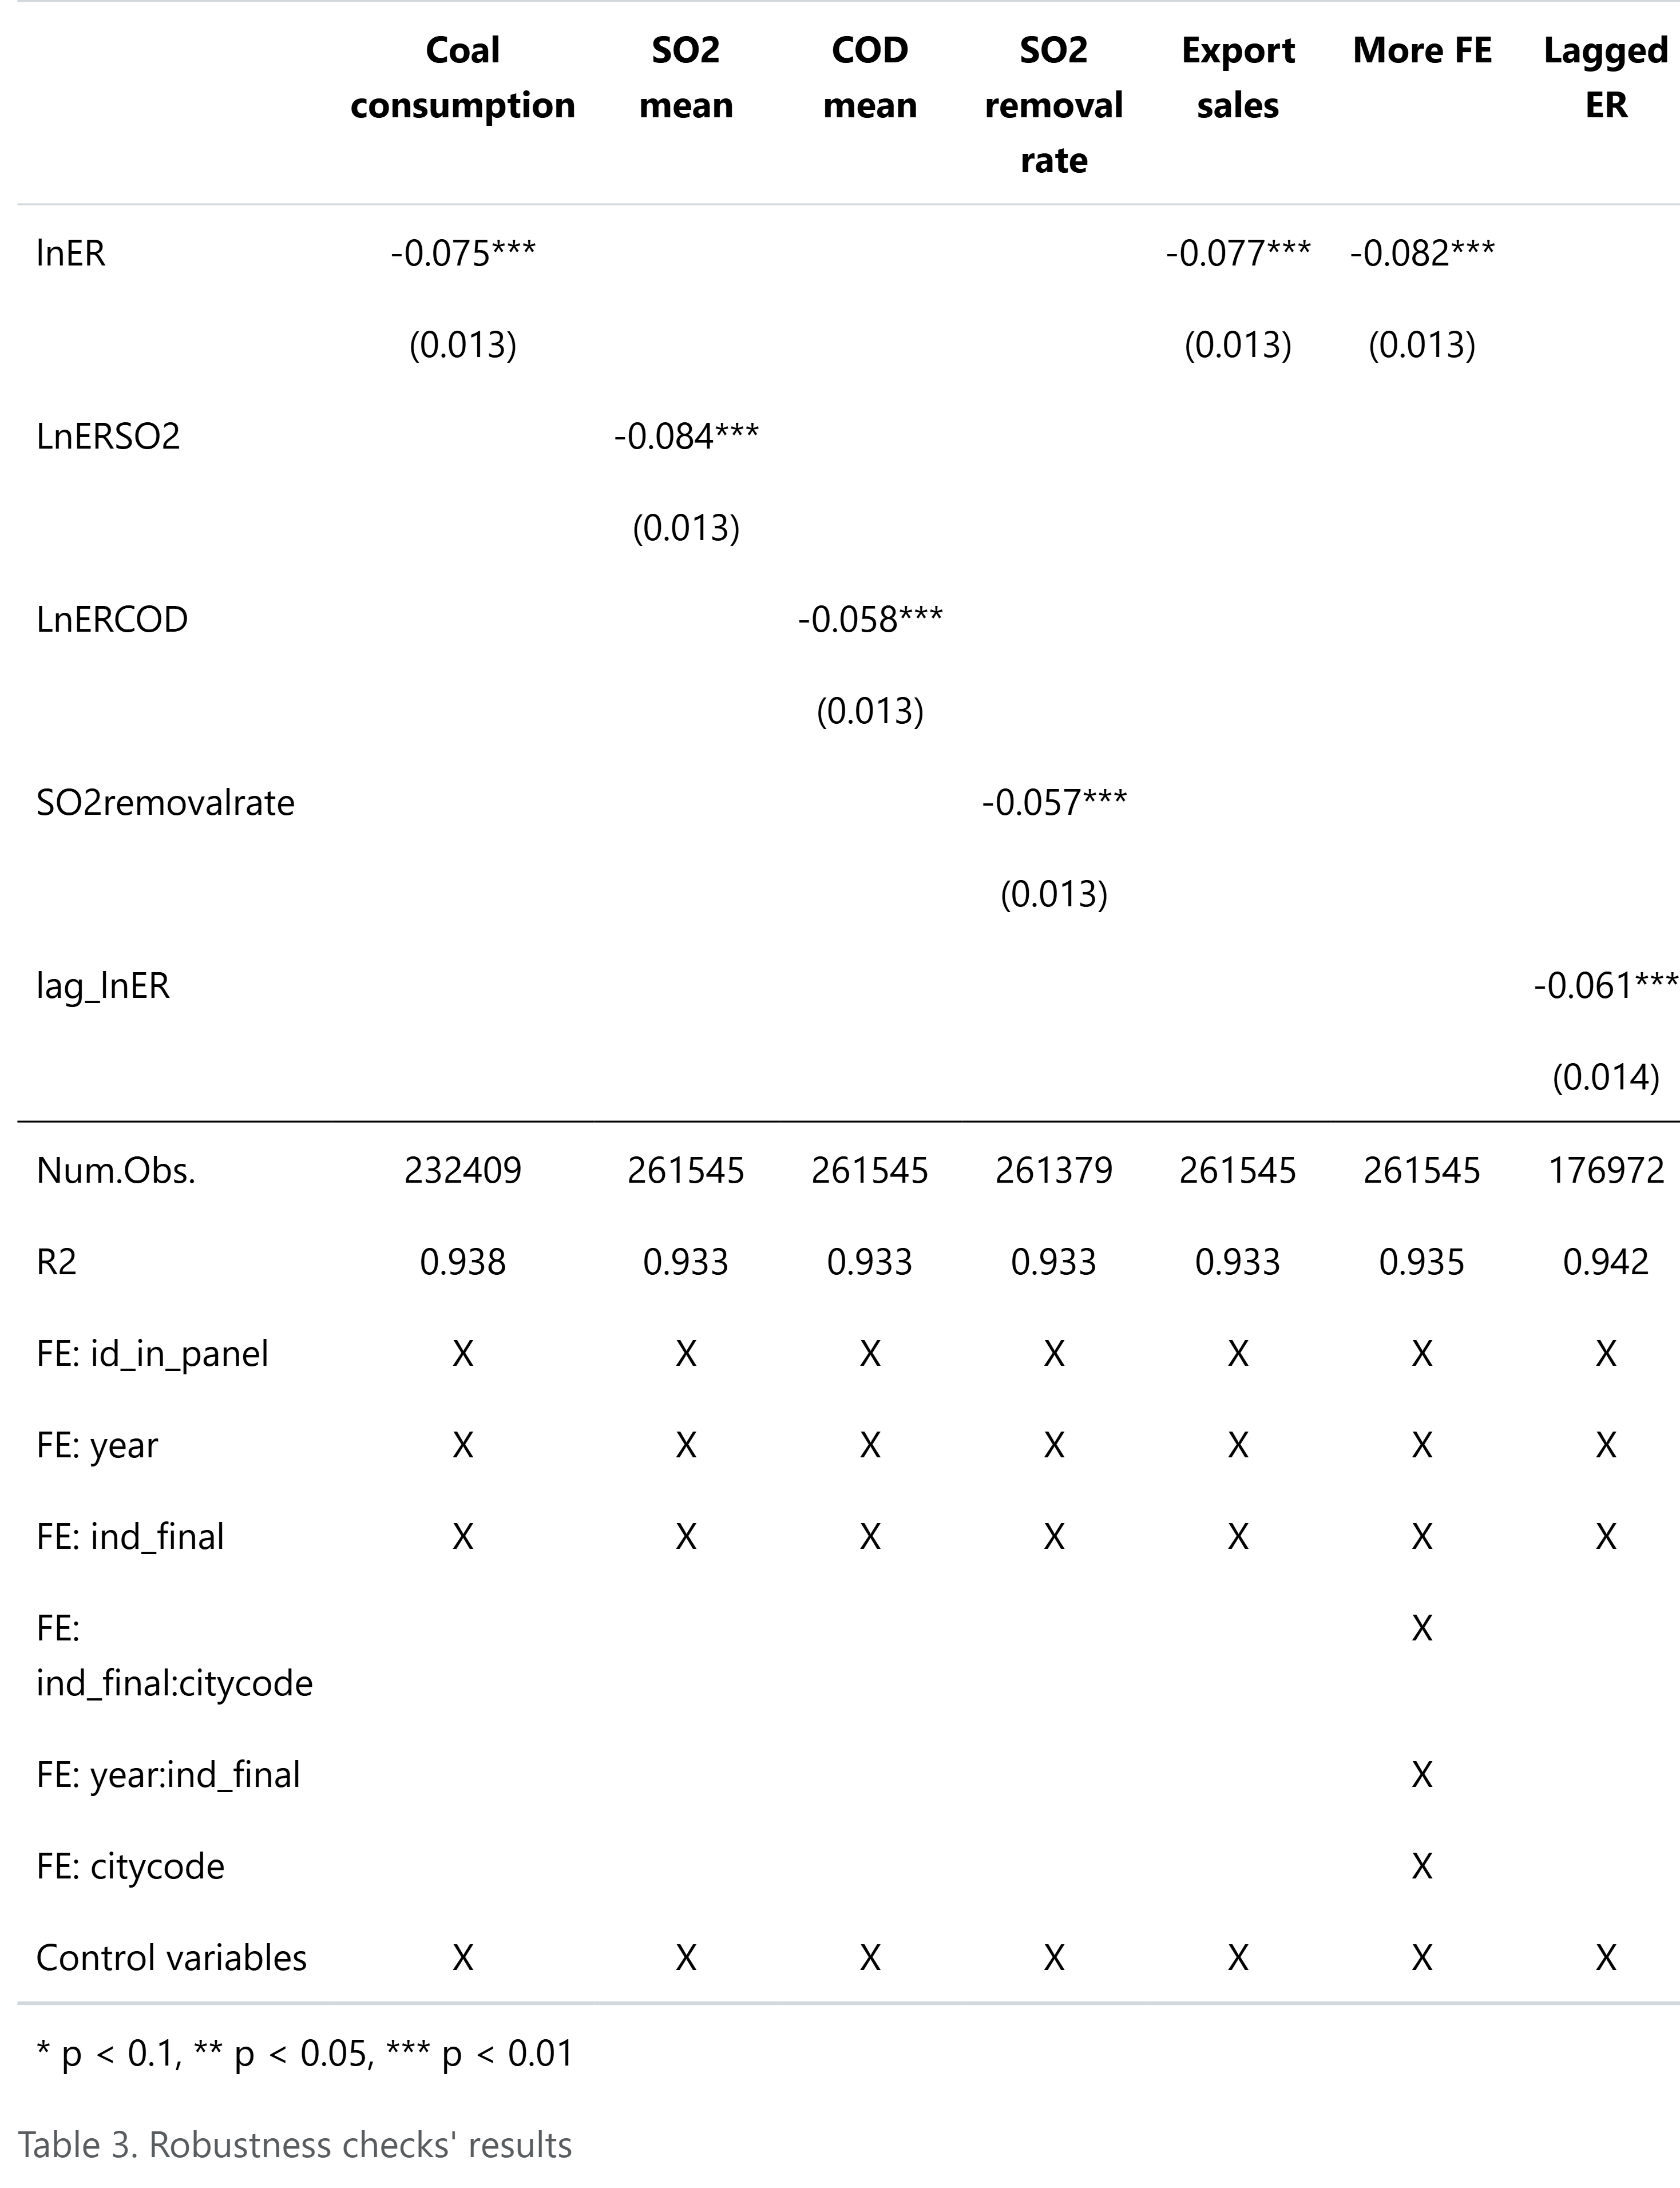 Coal SO2 COD SO2 Export More FE Lagged
consumption mean mean removal sales ER
rate
lnER -0.075*** -0.077*** -0.082***
(0.013) (0.013) (0.013)
LnERSO2 -0.084***
(0.013)
LnERCOD -0.058***
(0.013)
SO2removalrate -0.057***
(0.013)
lag_lnER -0.061***
(0.014)
Num.Obs. 232409 261545 261545 261379 261545 261545 176972
R2 0.938 0.933 0.933 0.933 0.933 0.935 0.942
FE: id_in_panel X X X X X X X
FE: year X X X X X X X
FE: ind_final X X X X X X X
FE: X
ind_final:citycode
FE: year:ind_final X
FE: citycode X
Control variables X X X X X X X
* p < 0.1, ** p < 0.05, *** p < 0.01
Table 3. Robustness checks' results